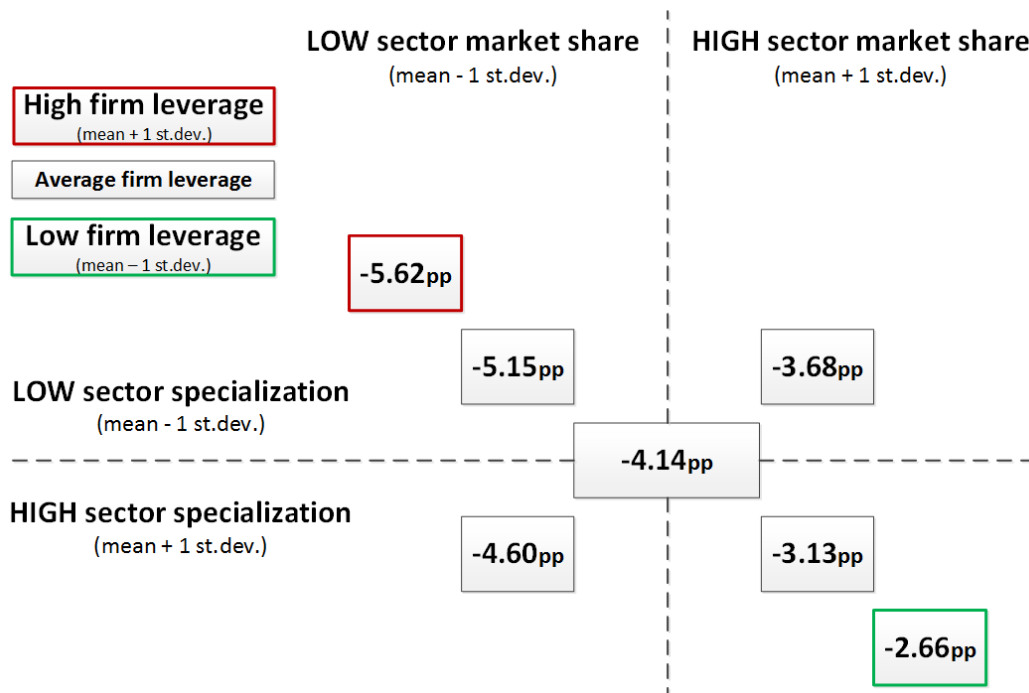 LOW sector market share
(mean - 1 st.dev.)
HIGH sector market share
(mean + 1 st.dev.)
High firm leverage
(mean + 1 st.dev.)
Average firm leverage
Low firm leverage
(mean – 1 st.dev.)
-5.62pp
-5.15pp
-3.68pp
LOW sector specialization
(mean - 1 st.dev.)
-4.14pp
HIGH sector specialization
(mean + 1 st.dev.)
-4.60pp
-3.13pp
-2.66pp